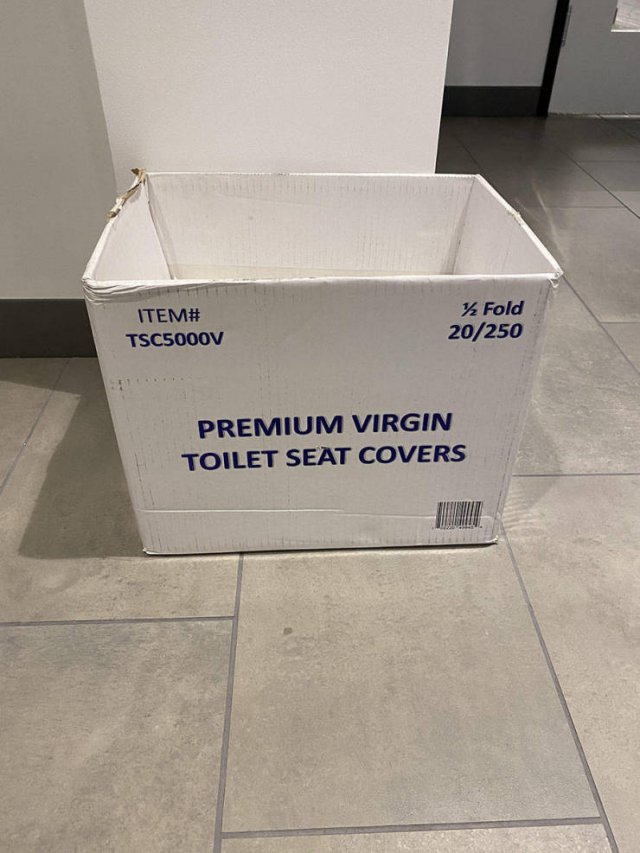 ITEM#
TSC5000V
½ Fold
20/250
PREMIUM VIRGIN
TOILET SEAT COVERS